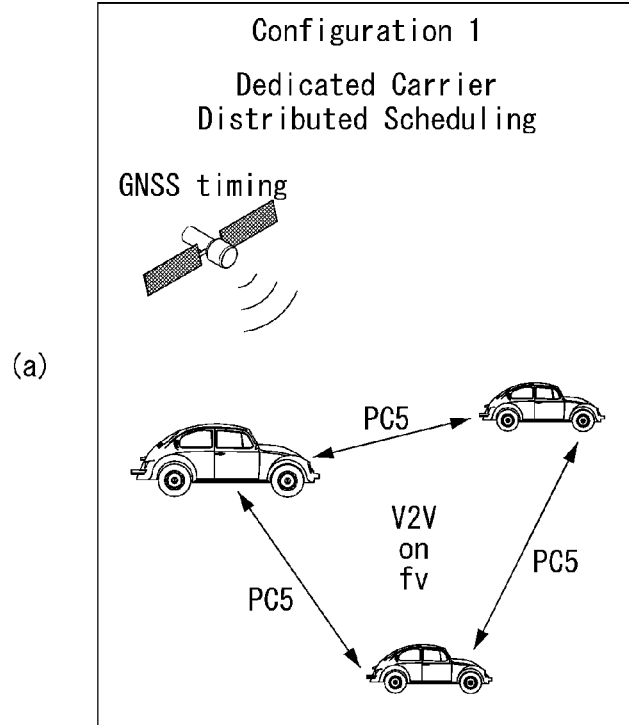 Configuration 1
Dedicated Carrier
Distributed Scheduling
GNSS timing
(a)
PC5
V2V
on
fv
PC5
PC5